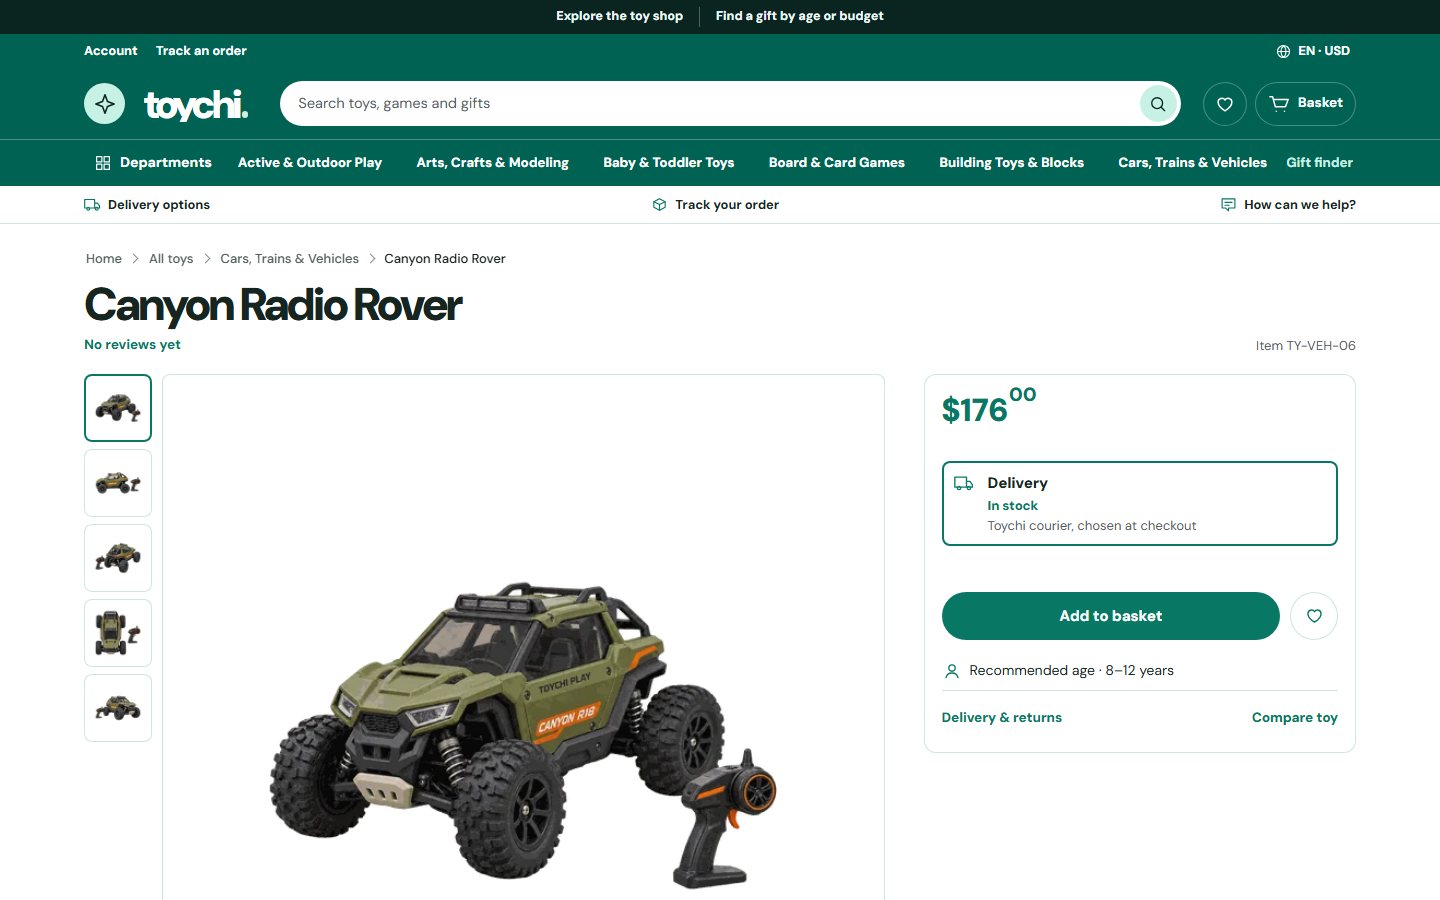 Explore the toy shop
Find a gift by age or budget
Account
Track an order
EN · USD
toychi.
Search toys, games and gifts
Basket
Departments
Active & Outdoor Play
Arts, Crafts & Modeling
Baby & Toddler Toys
Board & Card Games
Building Toys & Blocks
Cars, Trains & Vehicles
Gift finder
Delivery options
Track your order
How can we help?
Home
All toys
Cars, Trains & Vehicles
Canyon Radio Rover
Canyon Radio Rover
No reviews yet
Item TY-VEH-06
$176 00
Delivery
In stock
Toychi courier, chosen at checkout
Add to basket
Recommended age · 8–12 years
Delivery & returns
Compare toy
TOYCHI PLAY
CANYON R18